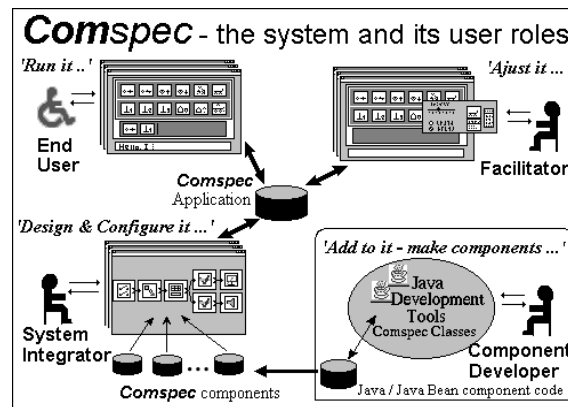 Comspec - the system and its user roles
'Run it ..'
'Ajust it ...
End
User
Hello, I
Facilitator
Comspec
Application
'Design & Configure it ...'
'Add to it - make components ...'
Java
Development
Tools
Comspec Classes
System
Integrator
Component
Developer
Comspec components
Java / Java Bean component code